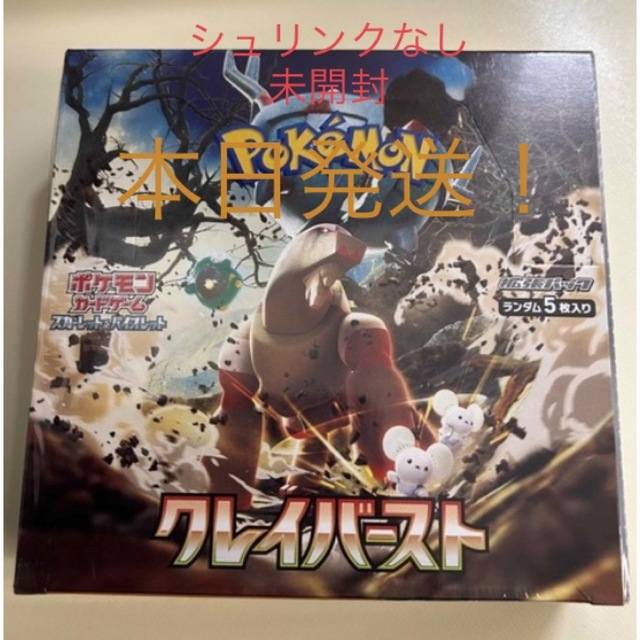 シュリンクなし
未開封
POKÉMON
本日発送!
ポケモン
カードゲーム
スカーレット&バイオレット
拡張パック
ランダム5枚入り
クレイバースト